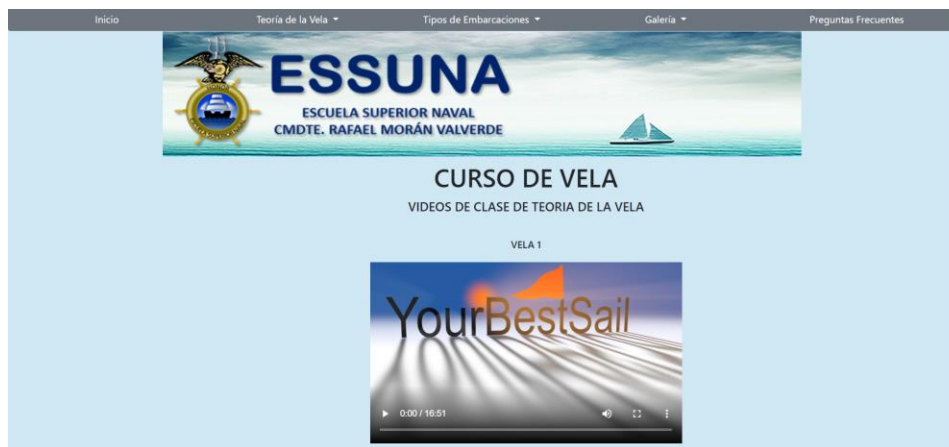 Inicio
Teoría de la Vela
Tipos de Embarcaciones
Galería
Preguntas Frecuentes
ESSUNA
ESCUELA SUPERIOR NAVAL
CMDTE. RAFAEL MORÁN VALVERDE
CURSO DE VELA
VIDEOS DE CLASE DE TEORIA DE LA VELA
VELA 1
YourBestSail
0:00 / 16:51